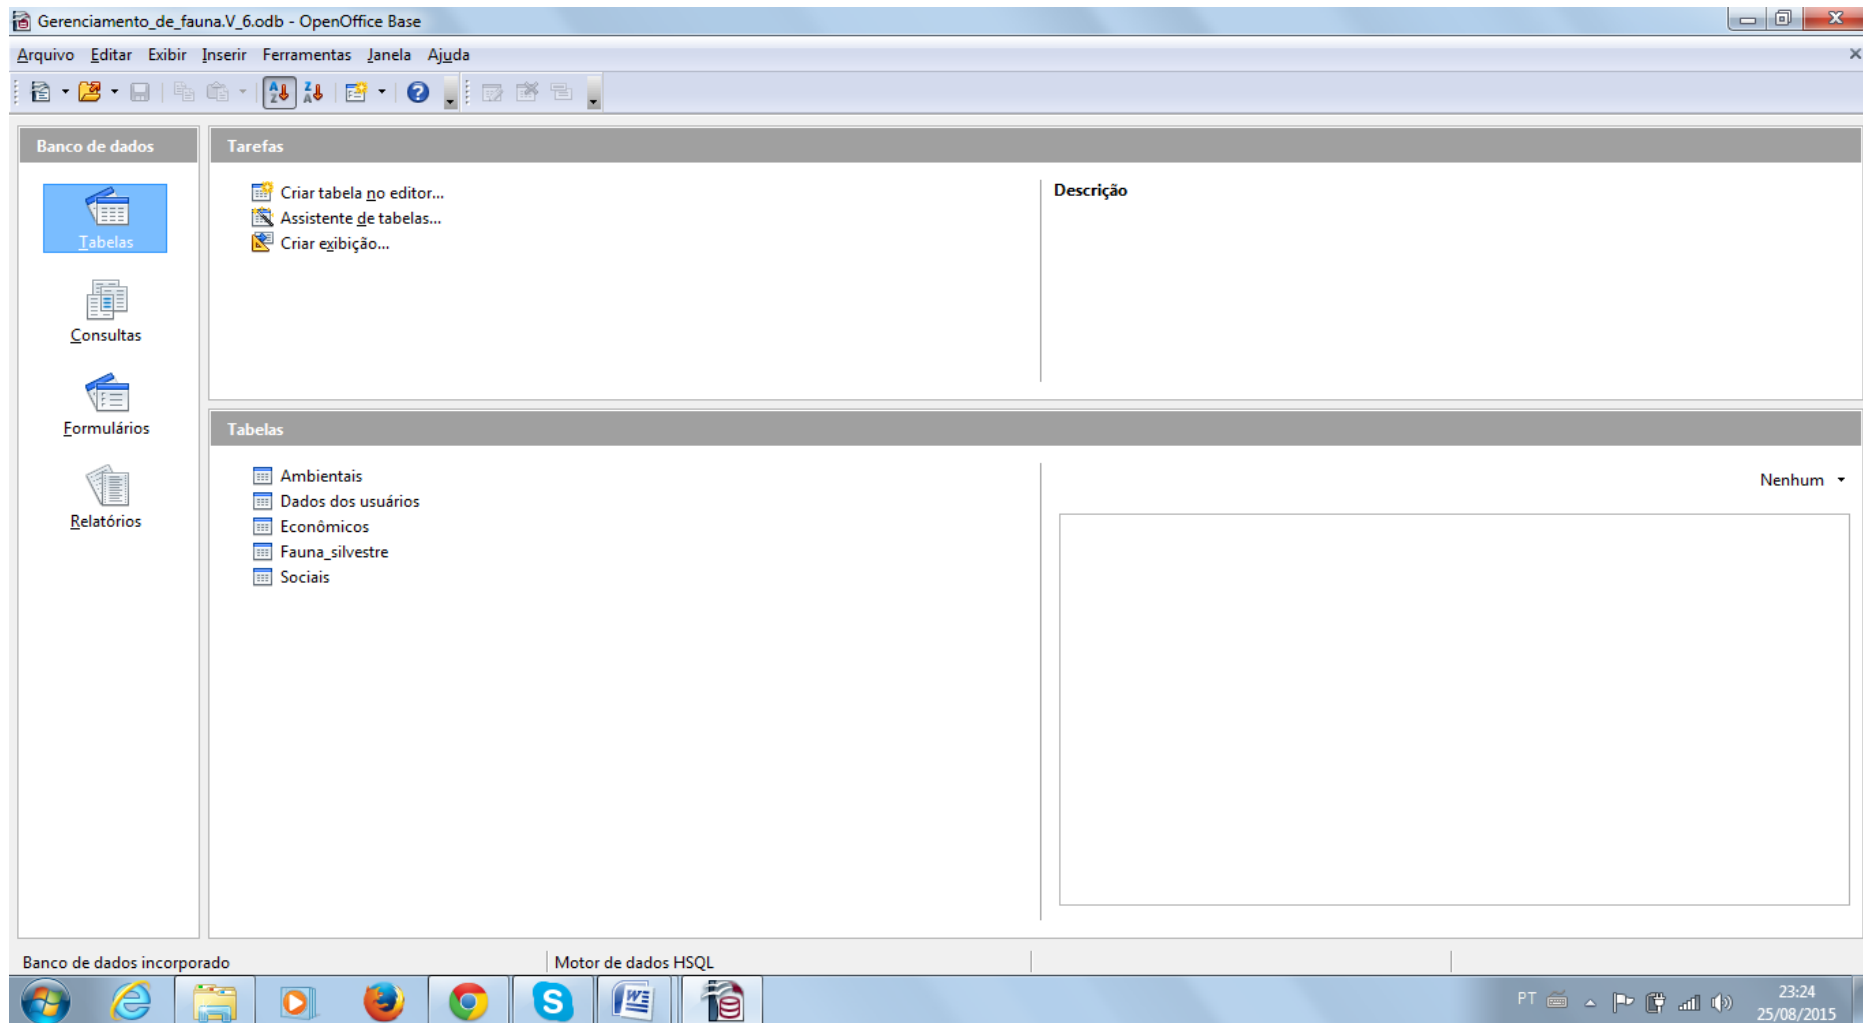 Gerenciamento_de_fauna.V_6.odb - OpenOffice Base
Arquivo Editar Exibir Inserir Ferramentas Janela Ajuda
Banco de dados
Tabelas
Consultas
Formulários
Relatórios
Tarefas
Criar tabela no editor...
Assistente de tabelas...
Criar exibição...
Descrição
Tabelas
Ambientais
Dados dos usuários
Econômicos
Fauna_silvestre
Sociais
Nenhum
Banco de dados incorporado
Motor de dados HSQL
PT
23:24
25/08/2015